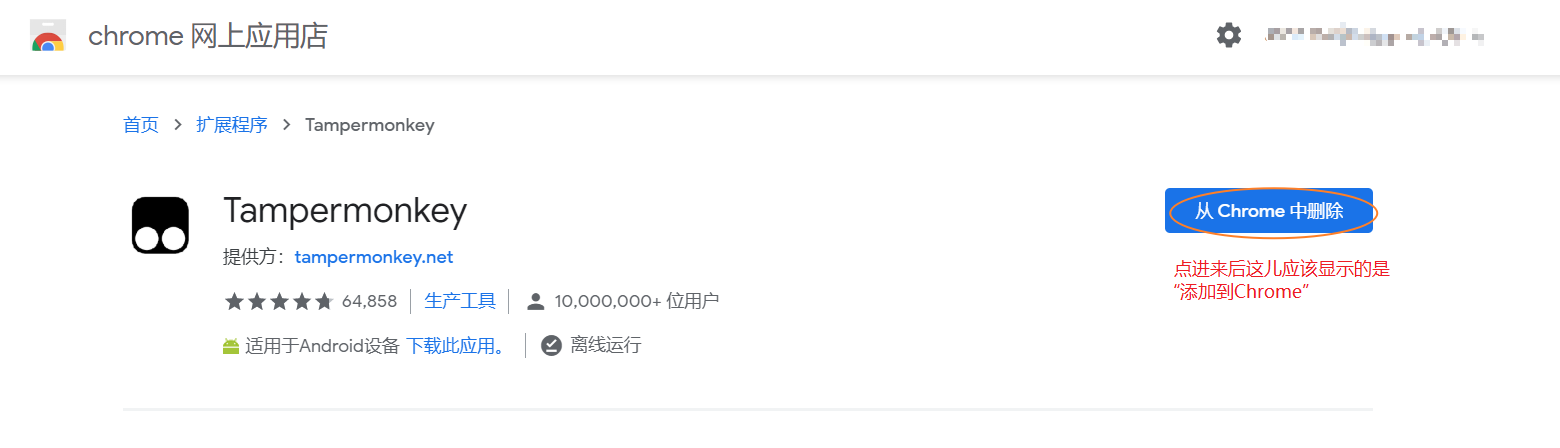 chrome 网上应用店
首页 > 扩展程序 > Tampermonkey
Tampermonkey
从 Chrome 中删除
提供方： tampermonkey.net
点进来后这儿应该显示的是
“添加到Chrome”
64,858 生产工具 10,000,000+ 位用户
适用于Android设备 下载此应用。 离线运行